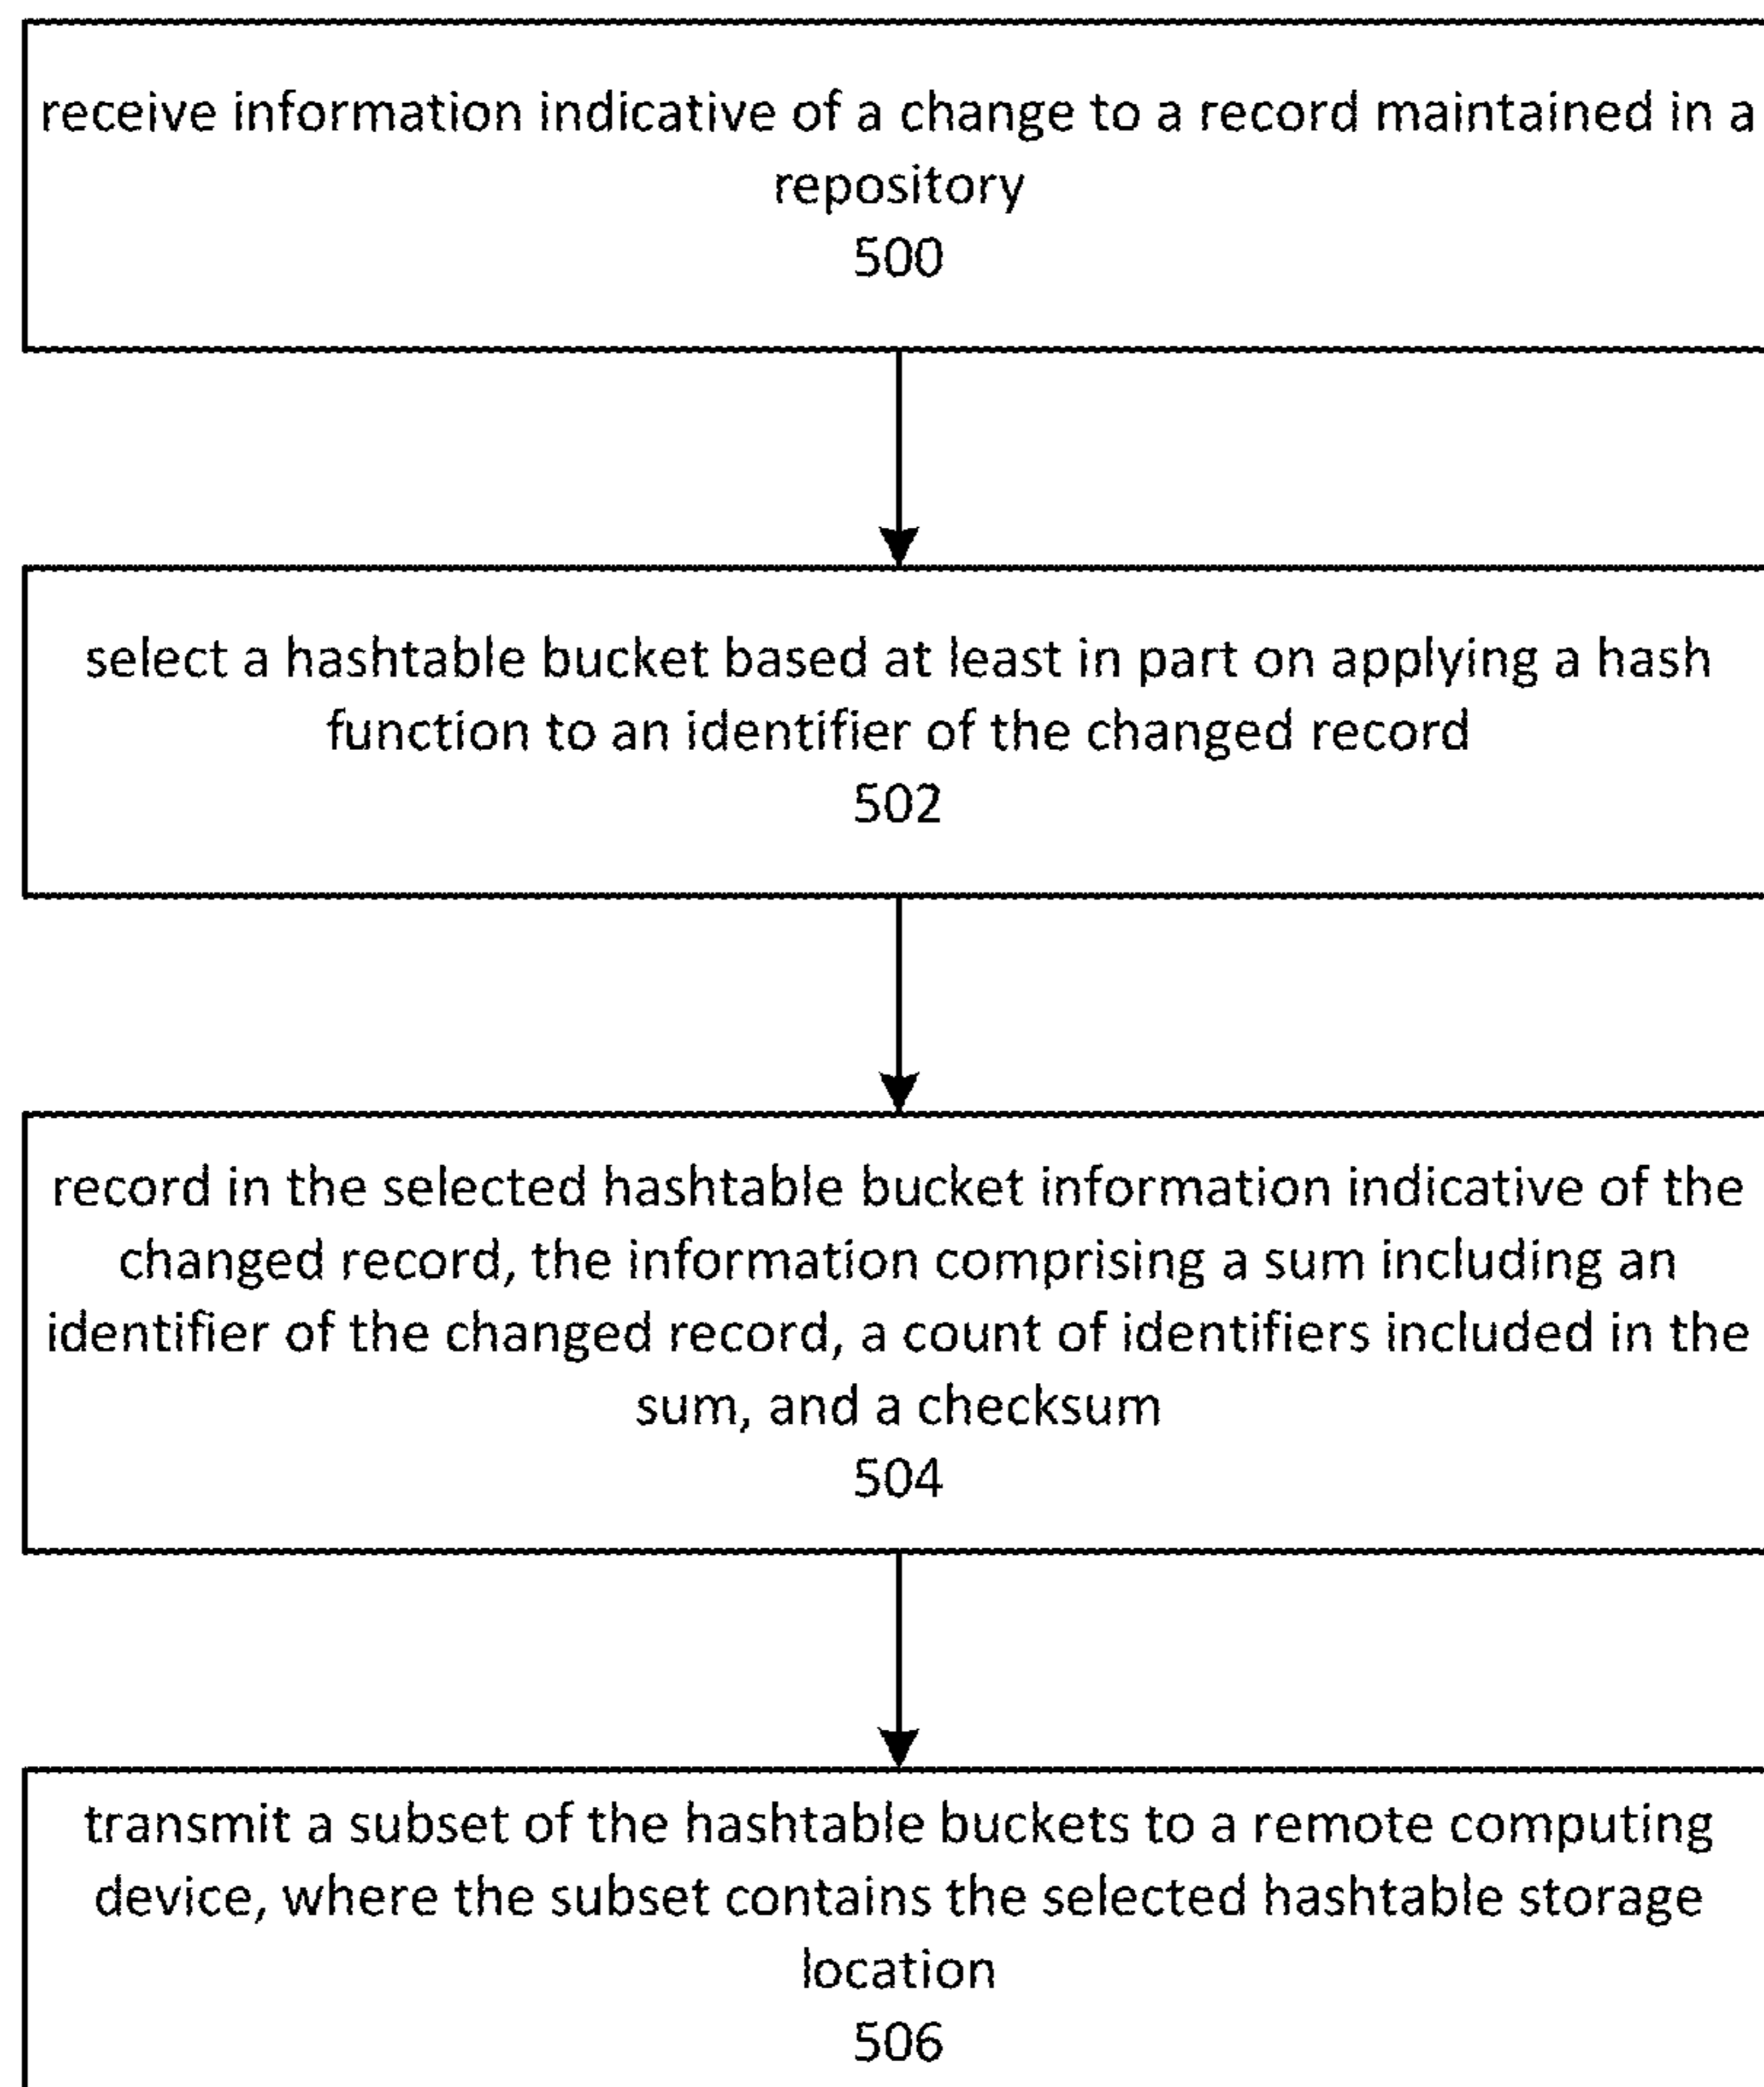 receive information indicative of a change to a record maintained in a
repository
500
select a hashtable bucket based at least in part on applying a hash
function to an identifier of the changed record
502
record in the selected hashtable bucket information indicative of the
changed record, the information comprising a sum including an
identifier of the changed record, a count of identifiers included in the
sum, and a checksum
504
transmit a subset of the hashtable buckets to a remote computing
device, where the subset contains the selected hashtable storage
location
506